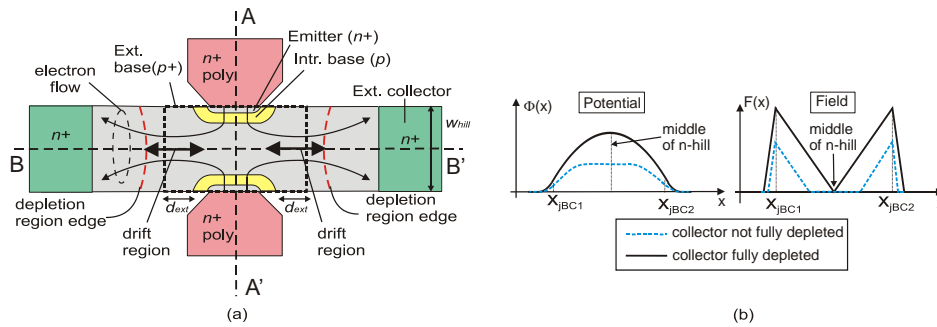 A
Ext.
base(p+)
n+
poly
Emitter (n+)
Intr. base (p)
electron
flow
Ext. collector
n+
n+
w_hill
B
B'
depletion
region edge
d_ext
d_ext
depletion
region edge
drift
region
n+
poly
drift
region
A'
(a)
Φ(x)
Potential
middle
of n-hill
X_jBC1
X_jBC2
x
F(x)
Field
middle of
n-hill
X_jBC1
X_jBC2
collector not fully depleted
collector fully depleted
(b)